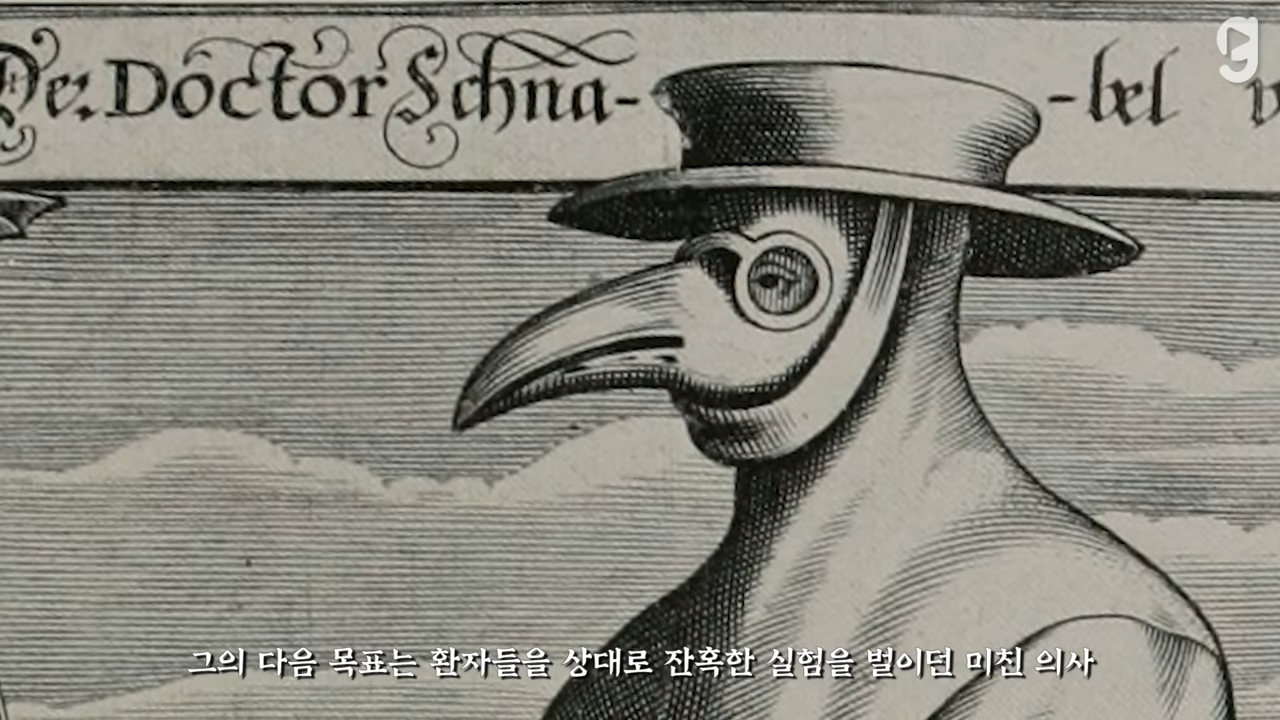 Doctor Schna- -bel
그의 다음 목표는 환자들을 상대로 잔혹한 실험을 벌이던 미친 의사